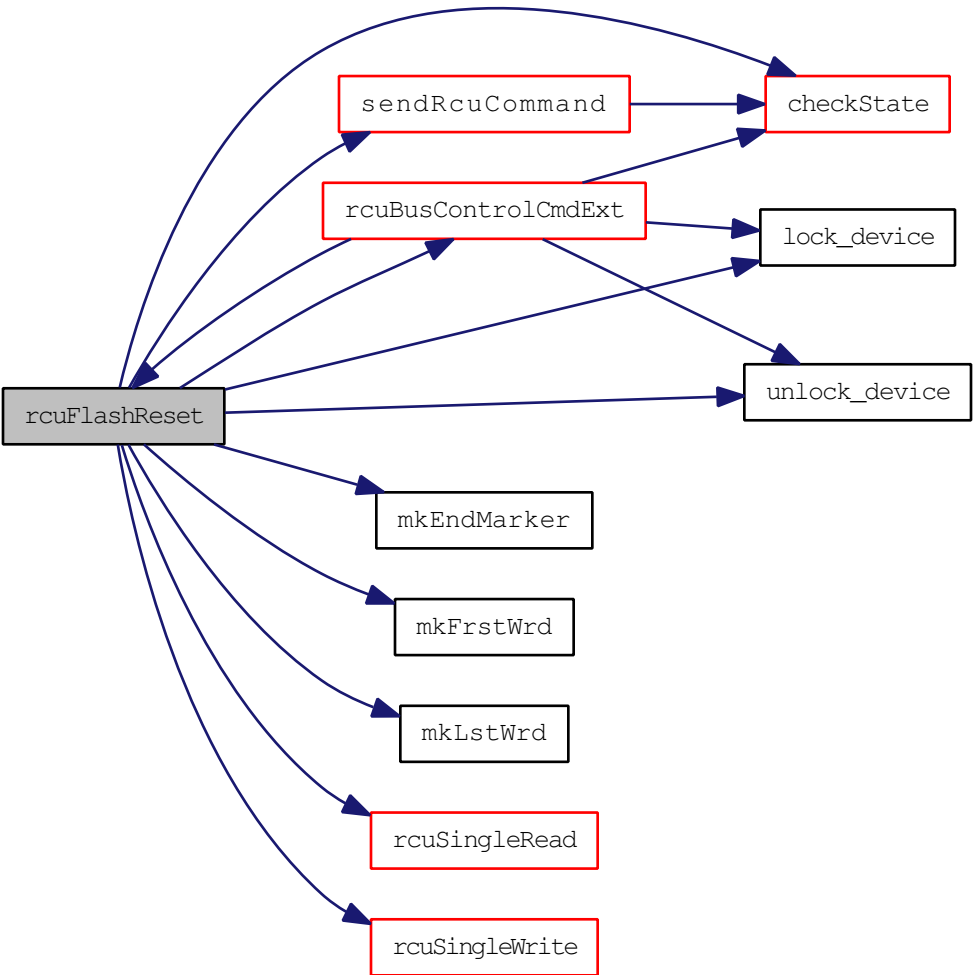 sendRcuCommand
checkState
rcuBusControlCmdExt
lock_device
unlock_device
rcuFlashReset
mkEndMarker
mkFrstWrd
mkLstWrd
rcuSingleRead
rcuSingleWrite